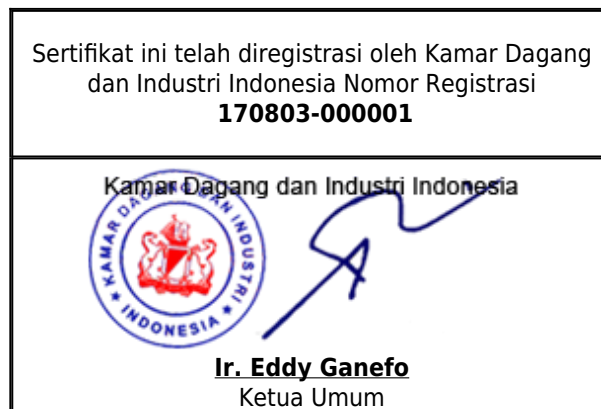 Sertifikat ini telah diregistrasi oleh Kamar Dagang
dan Industri Indonesia Nomor Registrasi
170803-000001
Kamar Dagang dan Industri Indonesia
KAMAR DAGANG DAN INDUSTRI
INDONESIA
Ir. Eddy Ganefo
Ketua Umum